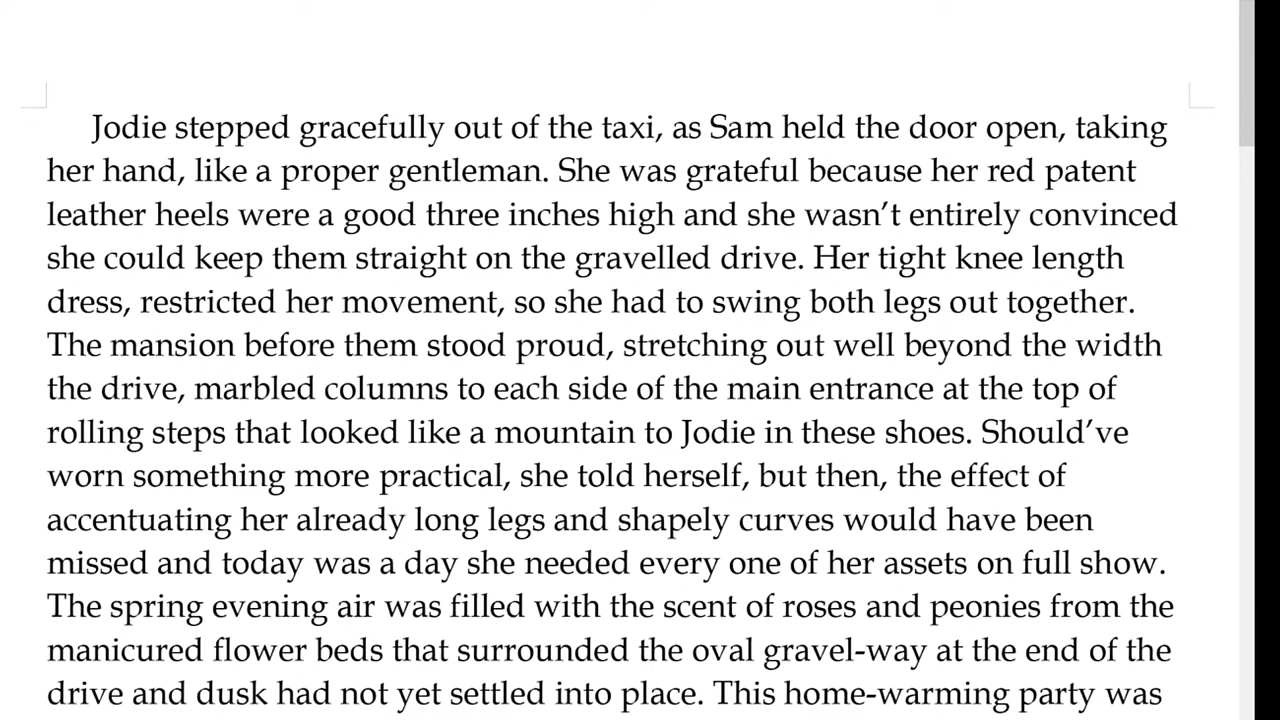 Jodie stepped gracefully out of the taxi, as Sam held the door open, taking
her hand, like a proper gentleman. She was grateful because her red patent
leather heels were a good three inches high and she wasn’t entirely convinced
she could keep them straight on the gravelled drive. Her tight knee length
dress, restricted her movement, so she had to swing both legs out together.
The mansion before them stood proud, stretching out well beyond the width
the drive, marbled columns to each side of the main entrance at the top of
rolling steps that looked like a mountain to Jodie in these shoes. Should’ve
worn something more practical, she told herself, but then, the effect of
accentuating her already long legs and shapely curves would have been
missed and today was a day she needed every one of her assets on full show.
The spring evening air was filled with the scent of roses and peonies from the
manicured flower beds that surrounded the oval gravel-way at the end of the
drive and dusk had not yet settled into place. This home-warming party was